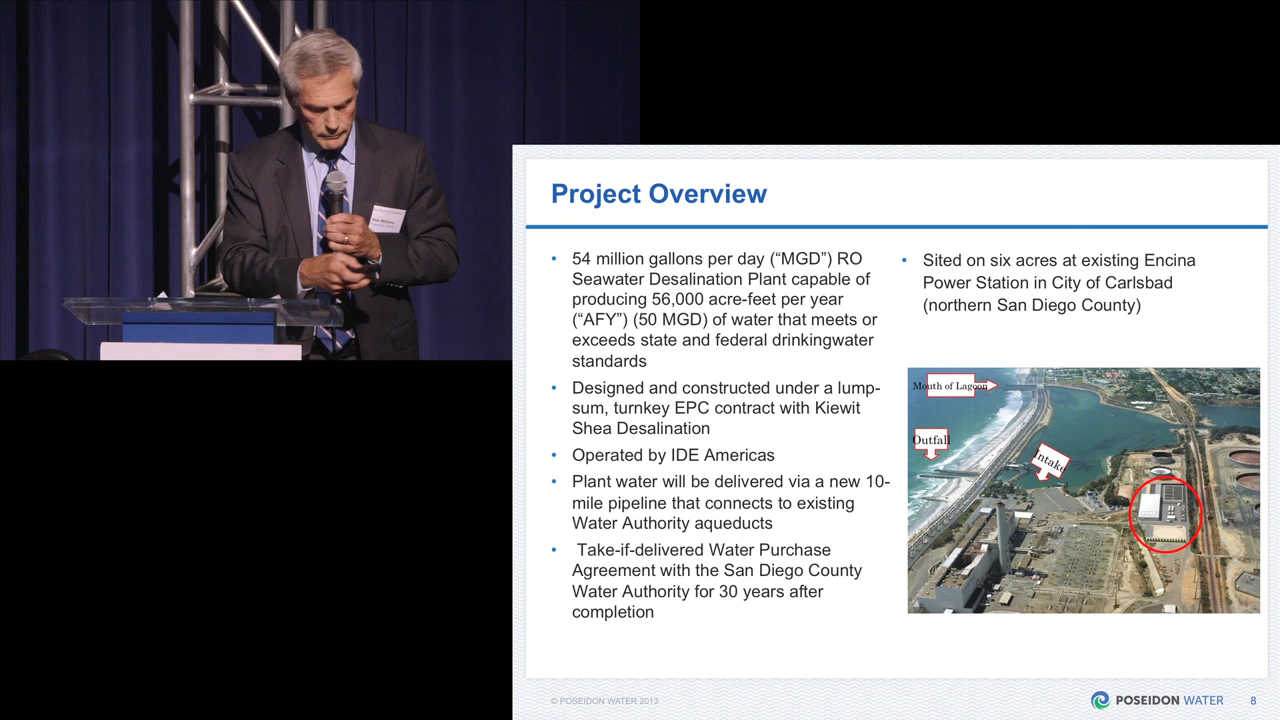 Project Overview
• 54 million gallons per day (“MGD”) RO
Seawater Desalination Plant capable of
producing 56,000 acre-feet per year
(“AFY”) (50 MGD) of water that meets or
exceeds state and federal drinkingwater
standards
• Designed and constructed under a lump-
sum, turnkey EPC contract with Kiewit
Shea Desalination
• Operated by IDE Americas
• Plant water will be delivered via a new 10-
mile pipeline that connects to existing
Water Authority aqueducts
• Take-if-delivered Water Purchase
Agreement with the San Diego County
Water Authority for 30 years after
completion
• Sited on six acres at existing Encina
Power Station in City of Carlsbad
(northern San Diego County)
Mouth of Lagoon
Outfall
Intake
© POSEIDON WATER 2013
POSEIDON WATER
8